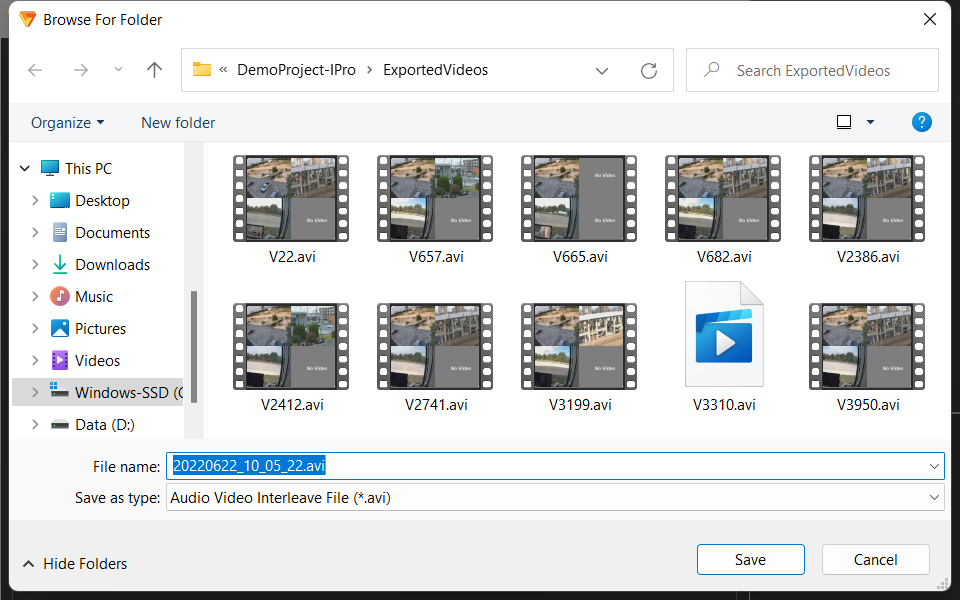 Browse For Folder
« DemoProject-IPro › ExportedVideos
Search ExportedVideos
Organize
New folder
?
This PC
Desktop
Documents
Downloads
Music
Pictures
Videos
Windows-SSD (C
Data (D:)
No Video
No Video
No Video
No Video
No Video
V22.avi
V657.avi
V665.avi
V682.avi
V2386.avi
No Video
No Video
No Video
No Video
No Video
V2412.avi
V2741.avi
V3199.avi
V3310.avi
V3950.avi
File name: 20220622_10_05_22.avi
Save as type: Audio Video Interleave File (*.avi)
Hide Folders
Save
Cancel